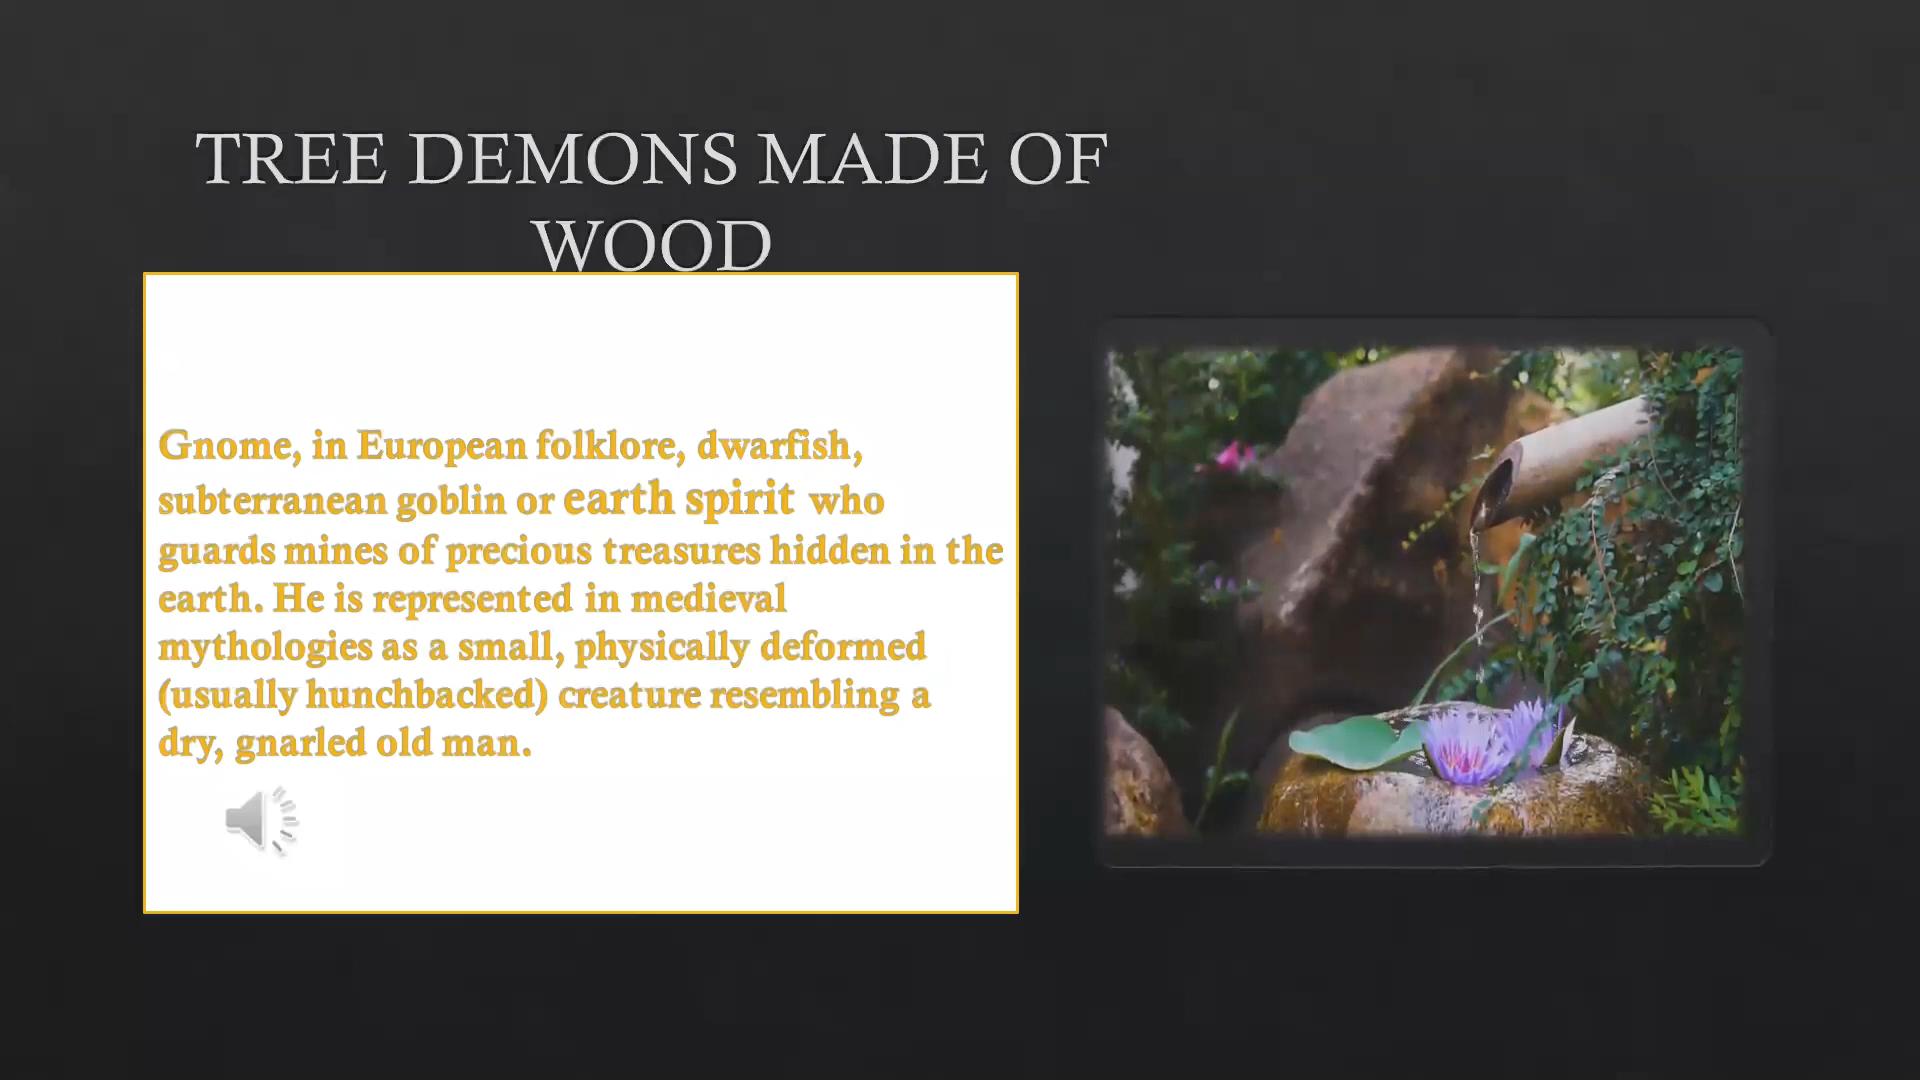 TREE DEMONS MADE OF
WOOD
Gnome, in European folklore, dwarfish,
subterranean goblin or earth spirit who
guards mines of precious treasures hidden in the
earth. He is represented in medieval
mythologies as a small, physically deformed
(usually hunchbacked) creature resembling a
dry, gnarled old man.